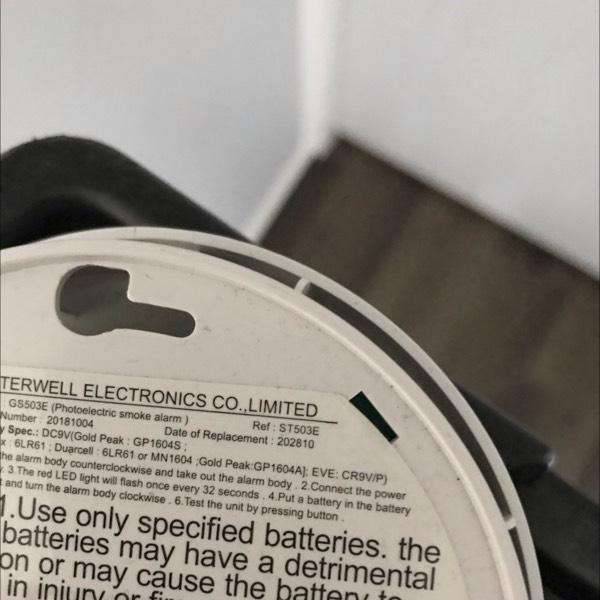 TERWELL ELECTRONICS CO.,LIMITED
: GS503E (Photoelectric smoke alarm ) Ref : ST503E
Number : 20181004 Date of Replacement : 202810
y Spec.: DC9V(Gold Peak : GP1604S ;
x : 6LR61 ; Duarcell : 6LR61 or MN1604 ;Gold Peak:GP1604A]; EVE: CR9V/P)
the alarm body counterclockwise and take out the alarm body . 2.Connect the power
. 3.The red LED light will flash once every 32 seconds . 4.Put a battery in the battery
t and turn the alarm body clockwise . 6.Test the unit by pressing button .
1.Use only specified batteries. the
batteries may have a detrimental
on or may cause the battery to
in injury or